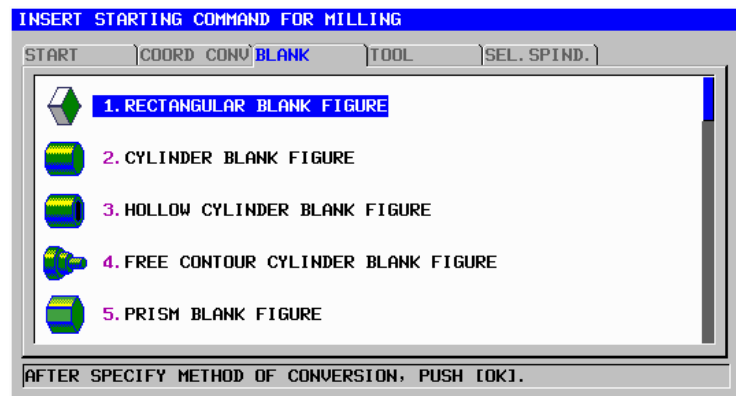 INSERT STARTING COMMAND FOR MILLING
START COORD CONV BLANK TOOL SEL.SPIND.
1.RECTANGULAR BLANK FIGURE
2.CYLINDER BLANK FIGURE
3.HOLLOW CYLINDER BLANK FIGURE
4.FREE CONTOUR CYLINDER BLANK FIGURE
5.PRISM BLANK FIGURE
AFTER SPECIFY METHOD OF CONVERSION, PUSH [OK].